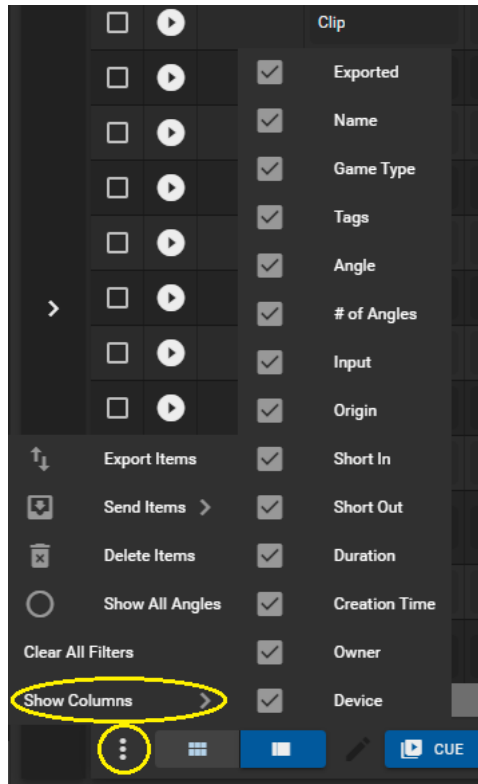 Clip
Exported
Name
Game Type
Tags
Angle
# of Angles
Input
Origin
Export Items
Short In
Send Items
Short Out
Delete Items
Duration
Show All Angles
Creation Time
Clear All Filters
Owner
Show Columns
Device
CUE